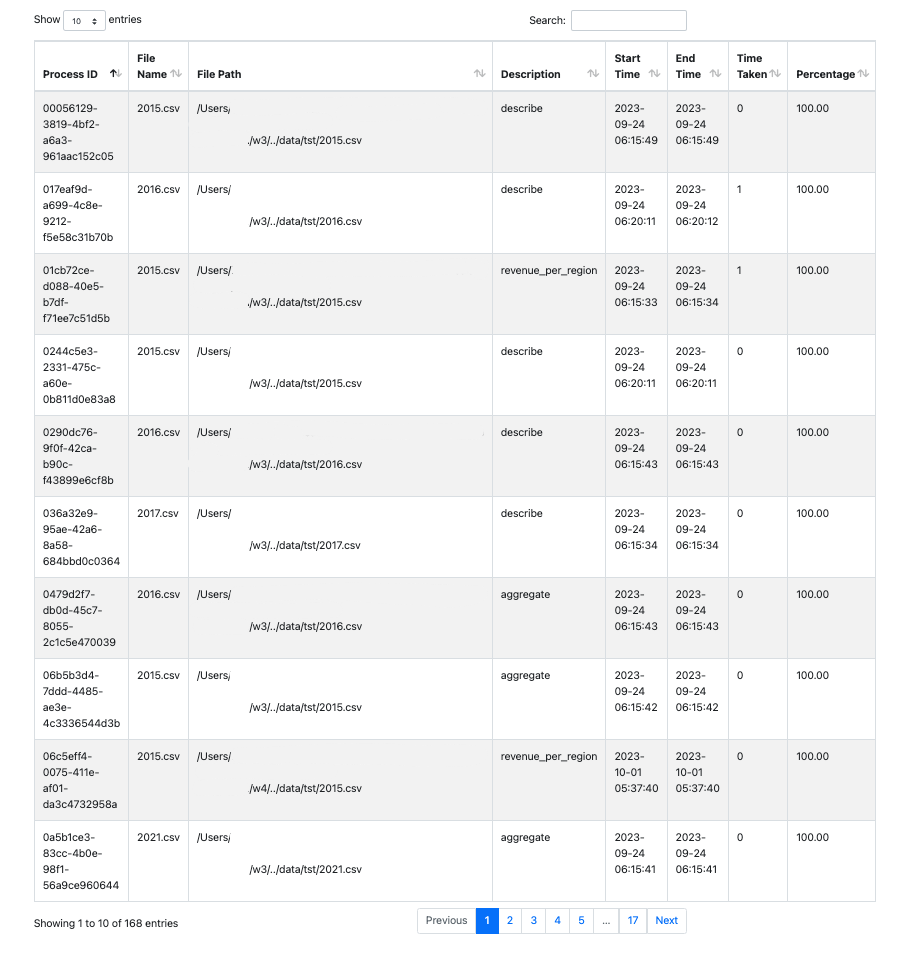 Show 10 entries Search:
Process ID File Name File Path Description Start Time End Time Time Taken Percentage
00056129- 2015.csv /Users/ describe 2023- 2023- 0 100.00
3819-4bf2- 09-24 09-24
a6a3- ./w3/../data/tst/2015.csv 06:15:49 06:15:49
961aac152c05
017eaf9d- 2016.csv /Users/ describe 2023- 2023- 1 100.00
a699-4c8e- 09-24 09-24
9212- /w3/../data/tst/2016.csv 06:20:11 06:20:12
f5e58c31b70b
01cb72ce- 2015.csv /Users/ revenue_per_region 2023- 2023- 1 100.00
d088-40e5- 09-24 09-24
b7df- /w3/../data/tst/2015.csv 06:15:33 06:15:34
f71ee7c51d5b
0244c5e3- 2015.csv /Users/ describe 2023- 2023- 0 100.00
2331-475c- 09-24 09-24
a60e- /w3/../data/tst/2015.csv 06:20:11 06:20:11
0b811d0e83a8
0290dc76- 2016.csv /Users/ describe 2023- 2023- 0 100.00
9f0f-42ca- 09-24 09-24
b90c- /w3/../data/tst/2016.csv 06:15:43 06:15:43
f43899e6cf8b
036a32e9- 2017.csv /Users/ describe 2023- 2023- 0 100.00
95ae-42a6- 09-24 09-24
8a58- /w3/../data/tst/2017.csv 06:15:34 06:15:34
684bbd0c0364
0479d2f7- 2016.csv /Users/ aggregate 2023- 2023- 0 100.00
db0d-45c7- 09-24 09-24
8055- /w3/../data/tst/2016.csv 06:15:43 06:15:43
2c1c5e470039
06b5b3d4- 2015.csv /Users/ aggregate 2023- 2023- 0 100.00
7ddd-4485- 09-24 09-24
ae3e- /w3/../data/tst/2015.csv 06:15:42 06:15:42
4c3336544d3b
06c5eff4- 2015.csv /Users/ revenue_per_region 2023- 2023- 0 100.00
0075-411e- 10-01 10-01
af01- /w4/../data/tst/2015.csv 05:37:40 05:37:40
da3c4732958a
0a5b1ce3- 2021.csv /Users/ aggregate 2023- 2023- 0 100.00
83cc-4b0e- 09-24 09-24
98f1- /w3/../data/tst/2021.csv 06:15:41 06:15:41
56a9ce960644
Showing 1 to 10 of 168 entries Previous 1 2 3 4 5 ... 17 Next